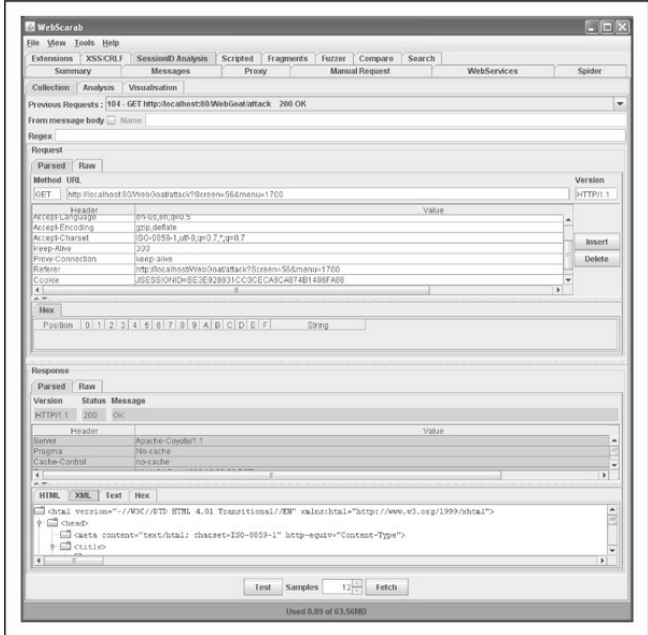 WebScarab
File View Tools Help
Extensions XSS/CRLF SessionID Analysis Scripted Fragments Fuzzer Compare Search
Summary Messages Proxy Manual Request WebServices Spider
Collection Analysis Visualisation
Previous Requests : 104 - GET http://localhost:80/WebGoat/attack 200 OK
From message body Name
Regex
Request
Parsed Raw
Method URL Version
GET http://localhost:80/WebGoat/attack?Screen=56&menu=1700 HTTP/1.1
Header Value
Accept-Language en-us,en;q=0.5
Accept-Encoding gzip,deflate
Accept-Charset ISO-8859-1,utf-8;q=0.7,*;q=0.7
Keep-Alive 300
Proxy-Connection keep-alive
Referer http://localhost/WebGoat/attack?Screen=56&menu=1700
Cookie
Insert
Delete
Hex
Position 0 1 2 3 4 5 6 7 8 9 A B C D E F String
Response
Parsed Raw
Version Status Message
HTTP/1.1 200 OK
Header Value
Server Apache-Coyote/1.1
Pragma No-cache
Cache-Control no-cache
HTML XML Text Hex
<html version="-//W3C//DTD HTML 4.01 Transitional//EN" xmlns:html="http://www.w3.org/1999/xhtml">
<head>
<meta content="text/html; charset=ISO-8859-1" http-equiv="Content-Type">
<title>
Test Samples 12 Fetch
Used 8.89 of 63.56MB